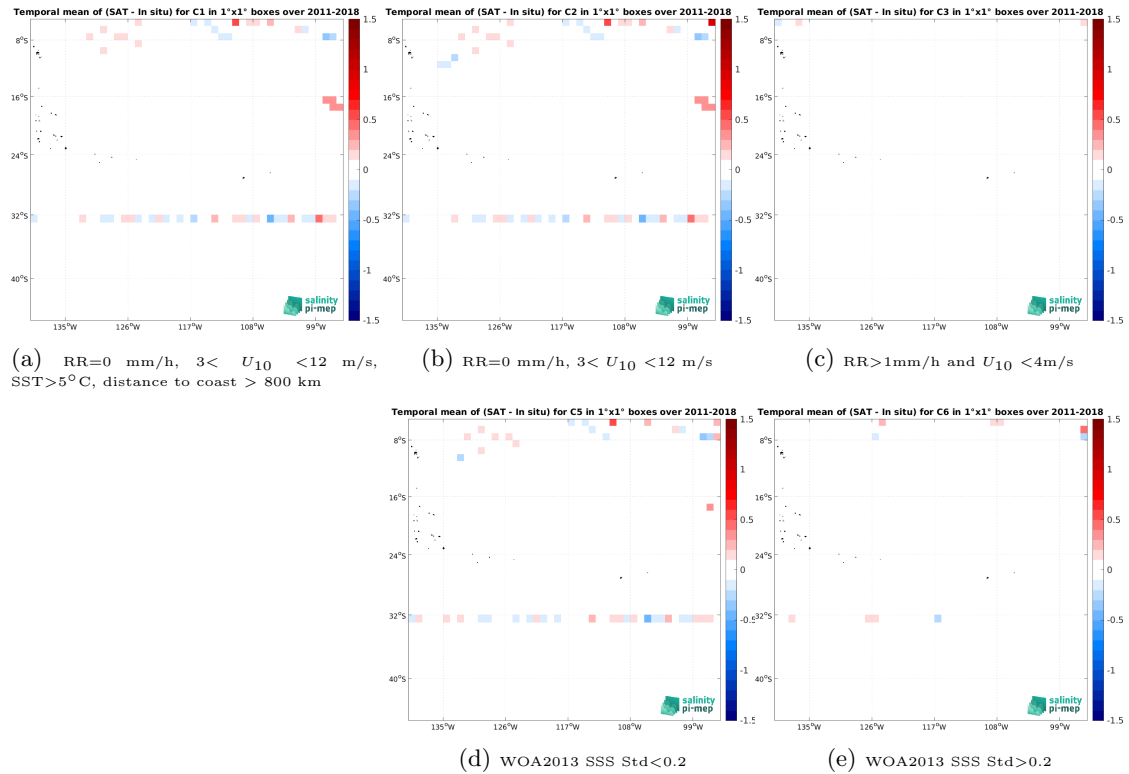 Temporal mean of (SAT - In situ) for C1 in 1°x1° boxes over 2011-2018
8°S
16°S
24°S
32°S
40°S
135°W
126°W
117°W
108°W
99°W
1.5
1
0.5
0
-0.5
-1
-1.5
salinity
pi-mep
(a) RR=0 mm/h, 3< U10 <12 m/s,
SST>5°C, distance to coast > 800 km
Temporal mean of (SAT - In situ) for C2 in 1°x1° boxes over 2011-2018
8°S
16°S
24°S
32°S
40°S
135°W
126°W
117°W
108°W
99°W
1.5
1
0.5
0
-0.5
-1
-1.5
salinity
pi-mep
(b) RR=0 mm/h, 3< U10 <12 m/s
Temporal mean of (SAT - In situ) for C3 in 1°x1° boxes over 2011-2018
8°S
16°S
24°S
32°S
40°S
135°W
126°W
117°W
108°W
99°W
1.5
1
0.5
0
-0.5
-1
-1.5
salinity
pi-mep
(c) RR>1mm/h and U10 <4m/s
Temporal mean of (SAT - In situ) for C5 in 1°x1° boxes over 2011-2018
8°S
16°S
24°S
32°S
40°S
135°W
126°W
117°W
108°W
99°W
1.5
1
0.5
0
-0.5
-1
-1.5
salinity
pi-mep
(d) WOA2013 SSS Std<0.2
Temporal mean of (SAT - In situ) for C6 in 1°x1° boxes over 2011-2018
8°S
16°S
24°S
32°S
40°S
135°W
126°W
117°W
108°W
99°W
1.5
1
0.5
0
-0.5
-1
-1.5
salinity
pi-mep
(e) WOA2013 SSS Std>0.2